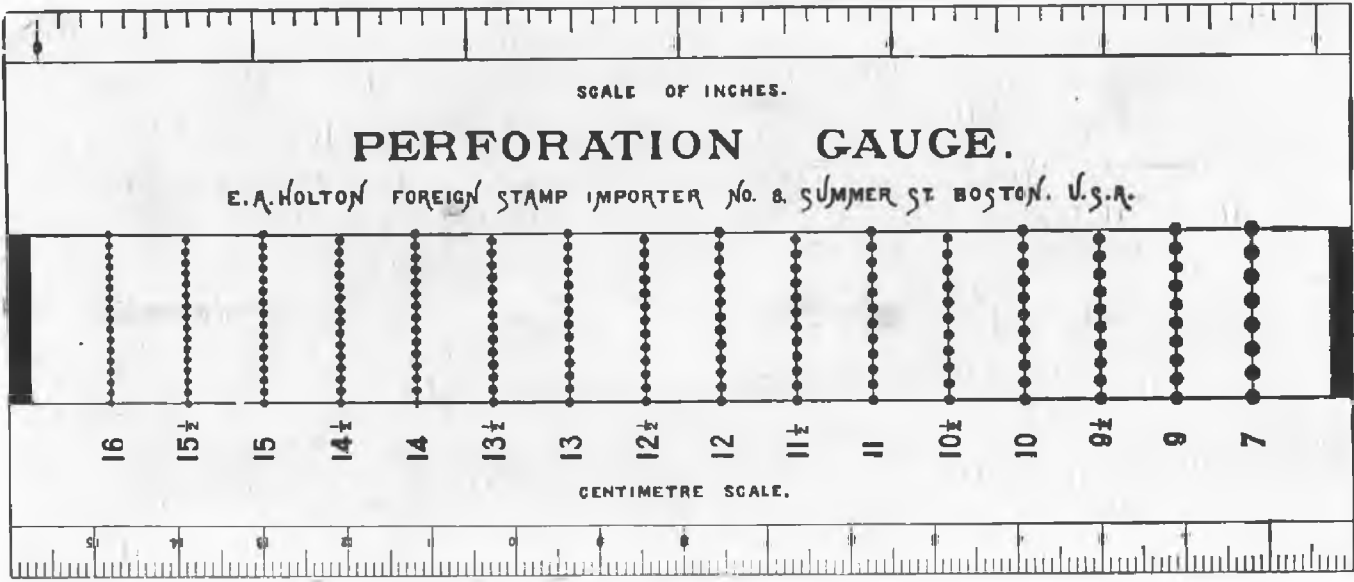 SCALE OF INCHES.
PERFORATION GAUGE.
E.A. HOLTON FOREIGN STAMP IMPORTER No. 8, SUMMER ST. BOSTON. U.S.A.
16 15½ 15 14½ 14 13½ 13 12½ 12 11½ 11 10½ 10 9½ 9 7
CENTIMETRE SCALE.